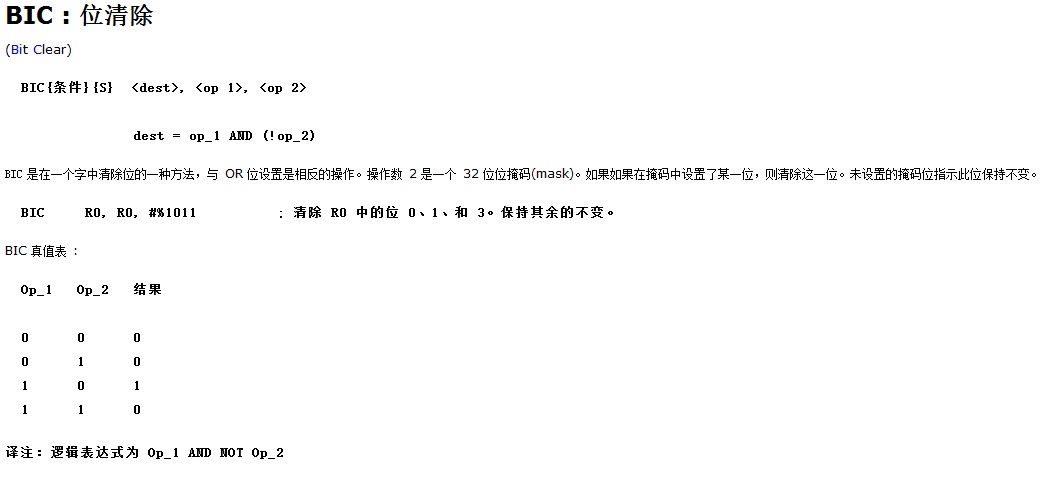 BIC：位清除
(Bit Clear)
BIC{条件}{S} <dest>, <op 1>, <op 2>
dest = op_1 AND (!op_2)
BIC 是在一个字中清除位的一种方法，与 OR 位设置是相反的操作。操作数 2 是一个 32 位位掩码(mask)。如果如果在掩码中设置了某一位，则清除这一位。未设置的掩码位指示此位保持不变。
BIC R0, R0, #%1011 ; 清除 R0 中的位 0、1、和 3。保持其余的不变。
BIC 真值表 ：
Op_1 Op_2 结果
0 0 0
0 1 0
1 0 1
1 1 0
译注：逻辑表达式为 Op_1 AND NOT Op_2